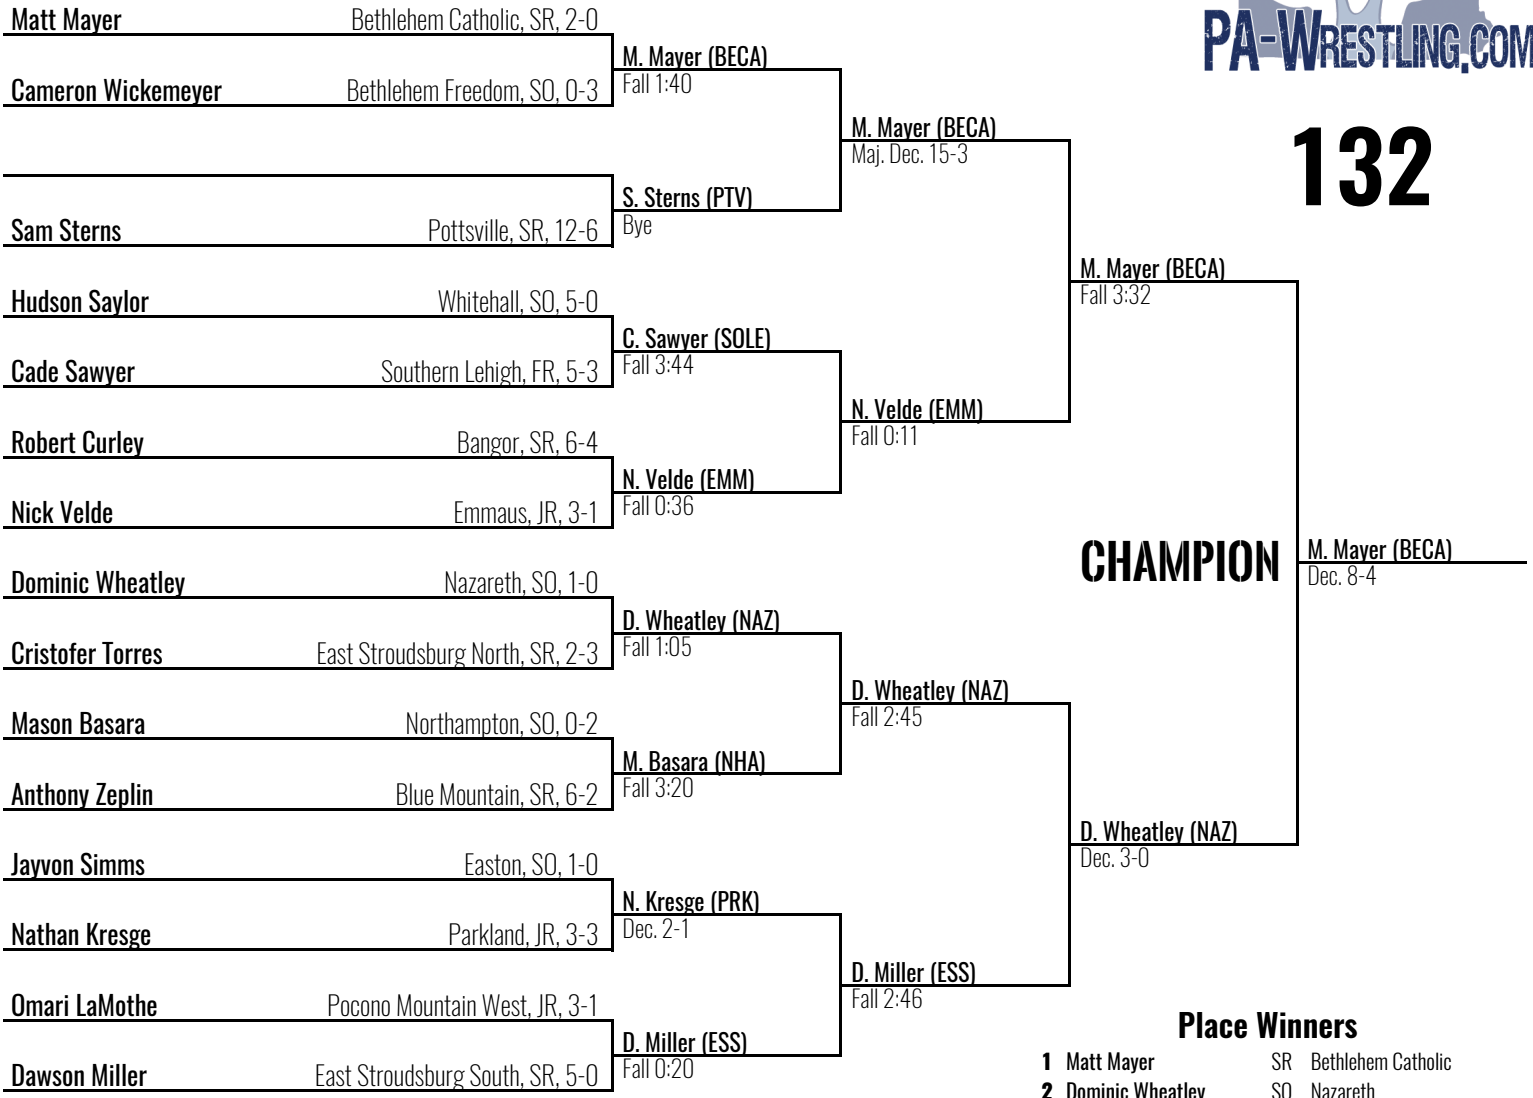 PA-WRESTLING.COM
132
Matt Mayer Bethlehem Catholic, SR, 2-0
M. Mayer (BECA)
Fall 1:40
Cameron Wickemeyer Bethlehem Freedom, SO, 0-3
M. Mayer (BECA)
Maj. Dec. 15-3
S. Sterns (PTV)
Bye
Sam Sterns Pottsville, SR, 12-6
M. Mayer (BECA)
Fall 3:32
Hudson Saylor Whitehall, SO, 5-0
C. Sawyer (SOLE)
Fall 3:44
Cade Sawyer Southern Lehigh, FR, 5-3
N. Velde (EMM)
Fall 0:11
Robert Curley Bangor, SR, 6-4
N. Velde (EMM)
Fall 0:36
Nick Velde Emmaus, JR, 3-1
CHAMPION
M. Mayer (BECA)
Dec. 8-4
Dominic Wheatley Nazareth, SO, 1-0
D. Wheatley (NAZ)
Fall 1:05
Cristofer Torres East Stroudsburg North, SR, 2-3
D. Wheatley (NAZ)
Fall 2:45
Mason Basara Northampton, SO, 0-2
M. Basara (NHA)
Fall 3:20
Anthony Zeplin Blue Mountain, SR, 6-2
D. Wheatley (NAZ)
Dec. 3-0
Jayvon Simms Easton, SO, 1-0
N. Kresge (PRK)
Dec. 2-1
Nathan Kresge Parkland, JR, 3-3
D. Miller (ESS)
Fall 2:46
Omari LaMothe Pocono Mountain West, JR, 3-1
D. Miller (ESS)
Fall 0:20
Dawson Miller East Stroudsburg South, SR, 5-0
Place Winners
1 Matt Mayer SR Bethlehem Catholic
2 Dominic Wheatley SO Nazareth